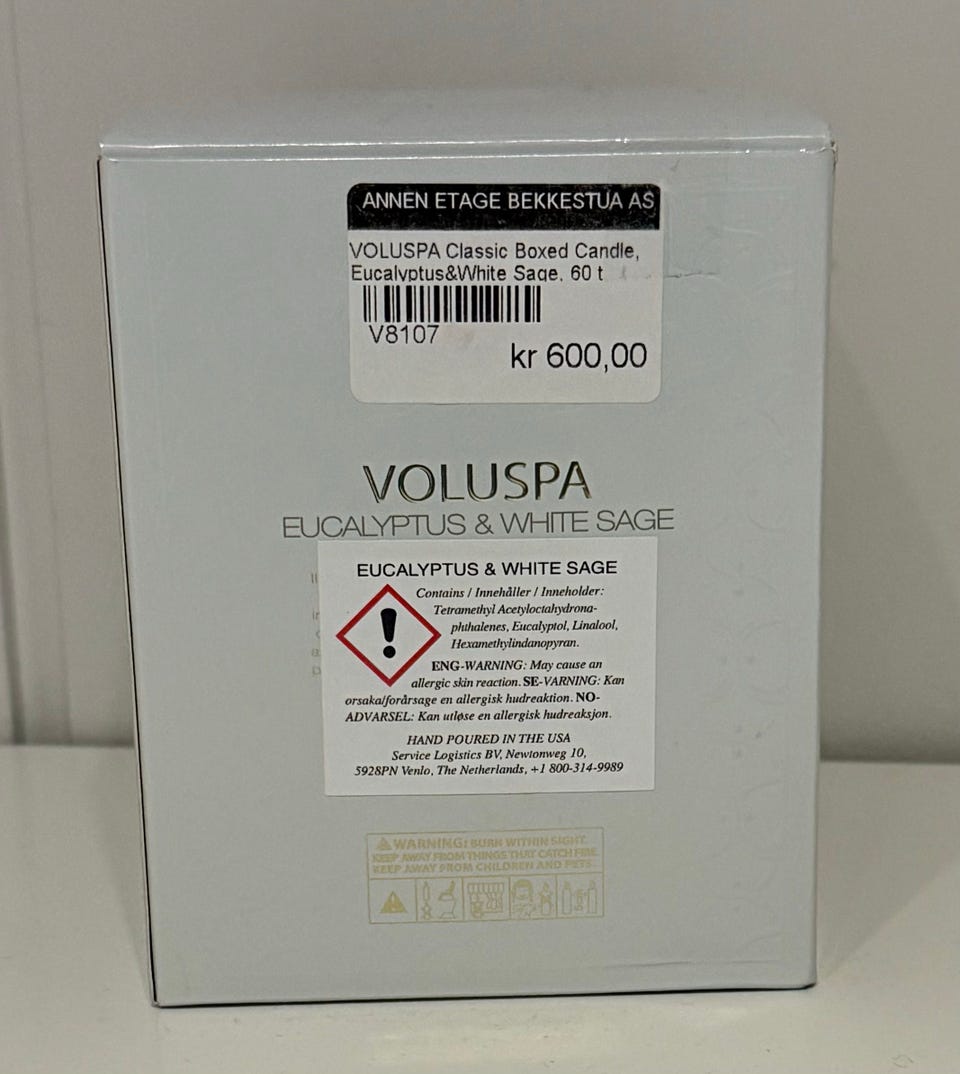 ANNEN ETAGE BEKKESTUA AS
VOLUSPA Classic Boxed Candle,
Eucalyptus&White Sage, 60 t
V8107
kr 600,00
VOLUSPA
EUCALYPTUS & WHITE SAGE
EUCALYPTUS & WHITE SAGE
Contains / Innehåller / Inneholder:
Tetramethyl Acetyloctahydrona-
phthalenes, Eucalyptol, Linalool,
Hexamethylindanopyran.
ENG-WARNING: May cause an
allergic skin reaction. SE-VARNING: Kan
orsaka/forårsage en allergisk hudreaktion. NO-
ADVARSEL: Kan utløse en allergisk hudreaksjon.
HAND POURED IN THE USA
Service Logistics BV, Newtonweg 10,
5928PN Venlo, The Netherlands, +1 800-314-9989
WARNING: BURN WITHIN SIGHT.
KEEP AWAY FROM THINGS THAT CATCH FIRE.
KEEP AWAY FROM CHILDREN AND PETS.